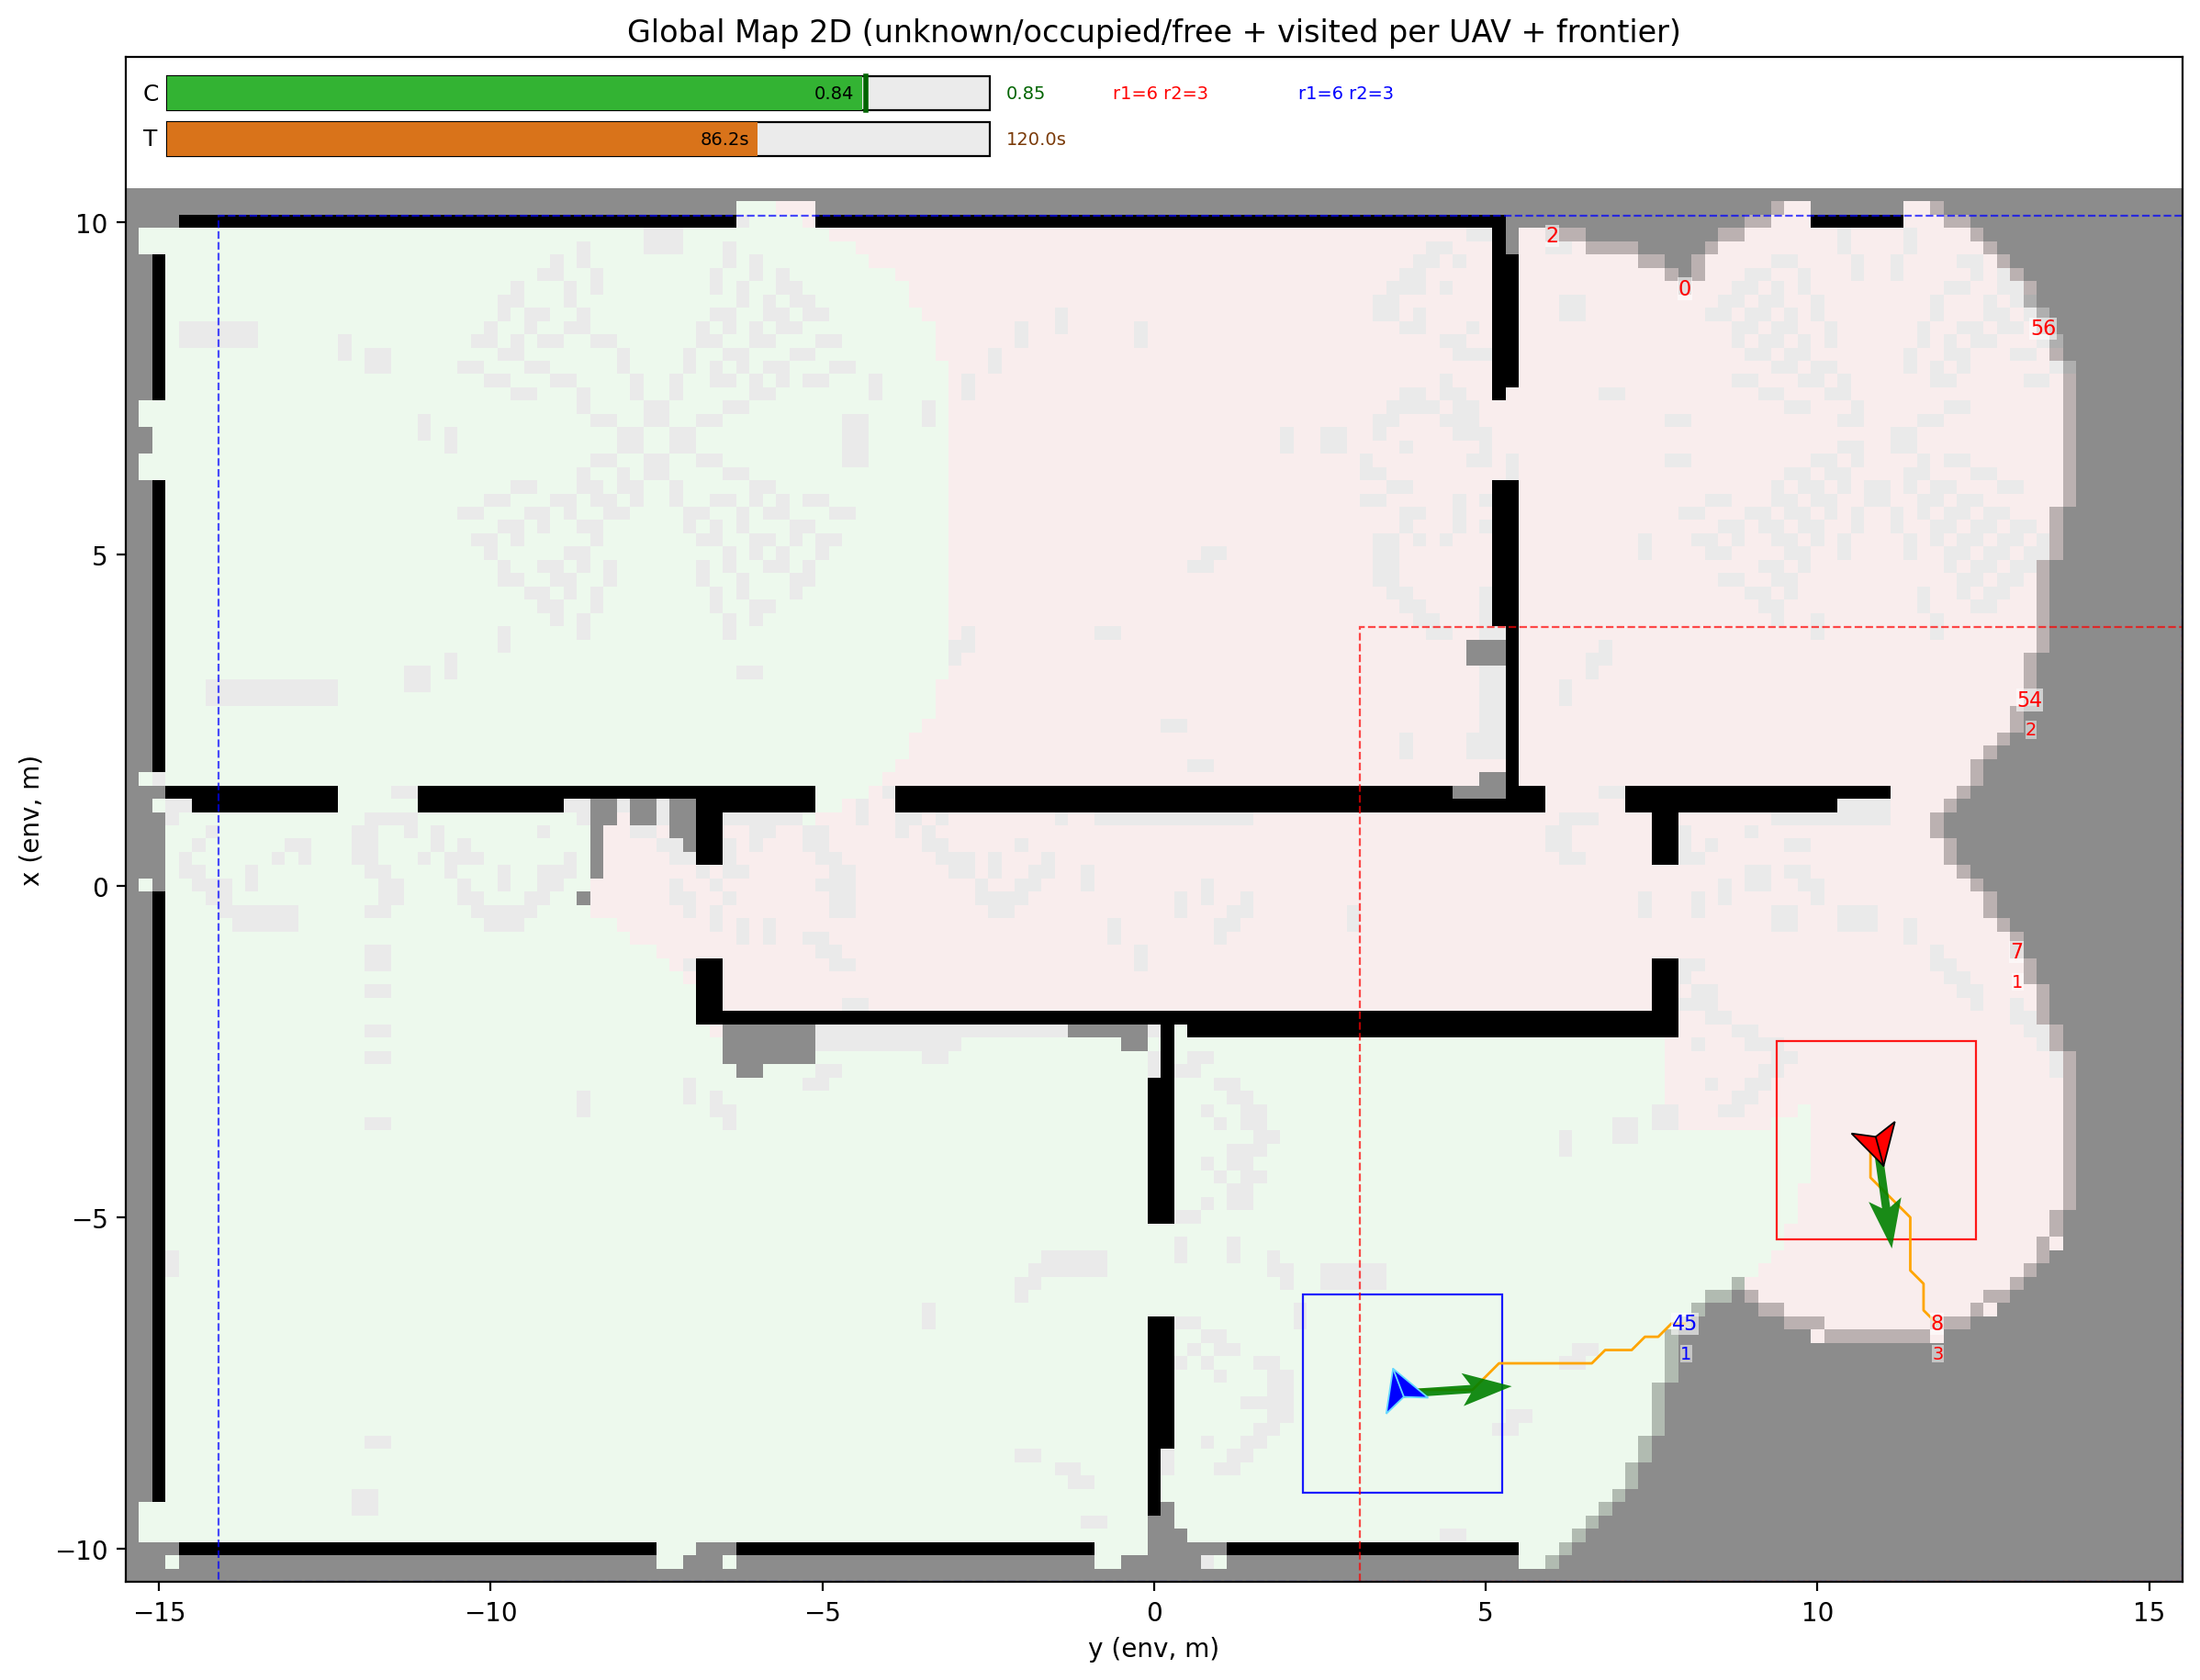 Global Map 2D (unknown/occupied/free + visited per UAV + frontier)
C 0.84 0.85 r1=6 r2=3 r1=6 r2=3
T 86.2s 120.0s
10
5
0
−5
−10
x (env, m)
2
0
56
54
2
7
1
45
1
8
3
−15 −10 −5 0 5 10 15
y (env, m)